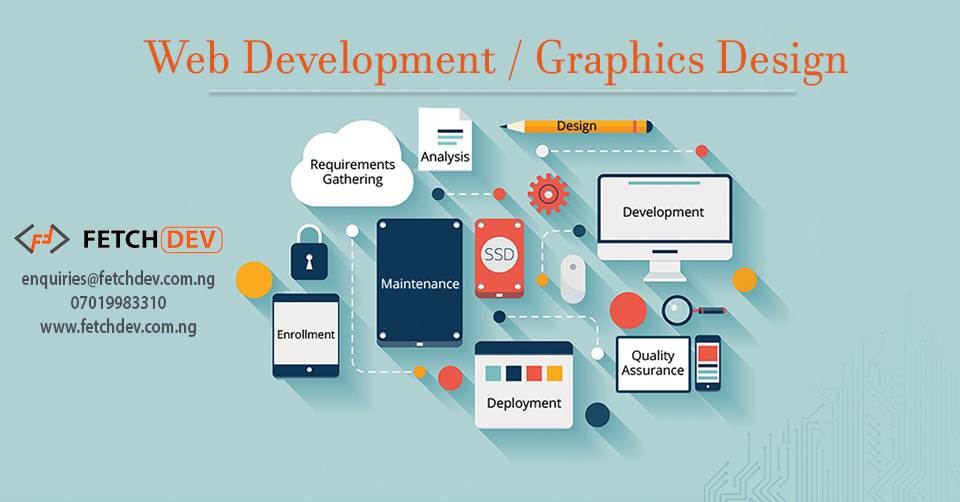 Web Development / Graphics Design
Requirements
Gathering
Analysis
Design
Development
FETCH DEV
enquiries@fetchdev.com.ng
07019983310
www.fetchdev.com.ng
SSD
Maintenance
Enrollment
Quality
Assurance
Deployment